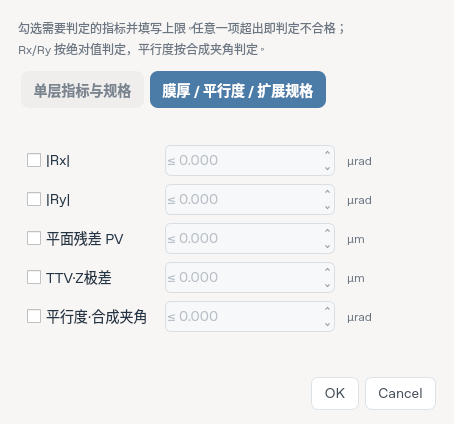 勾选需要判定的指标并填写上限。任意一项超出即判定不合格；
Rx/Ry 按绝对值判定，平行度按合成夹角判定。
单层指标与规格
膜厚 / 平行度 / 扩展规格
|Rx| ≤ 0.000 μrad
|Ry| ≤ 0.000 μrad
平面残差 PV ≤ 0.000 μm
TTV·Z极差 ≤ 0.000 μm
平行度·合成夹角 ≤ 0.000 μrad
OK Cancel